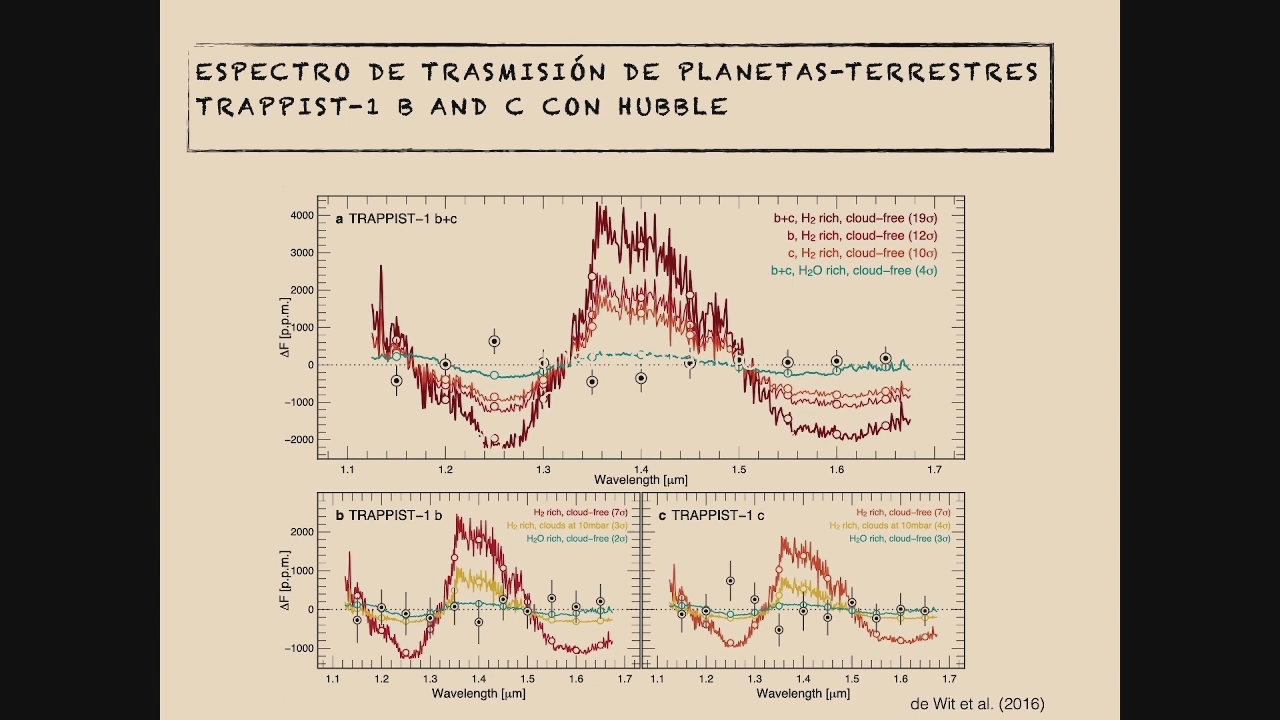 ESPECTRO DE TRASMISIÓN DE PLANETAS-TERRESTRES
TRAPPIST-1 B AND C CON HUBBLE
a TRAPPIST−1 b+c
b+c, H₂ rich, cloud−free (19σ)
b, H₂ rich, cloud−free (12σ)
c, H₂ rich, cloud−free (10σ)
b+c, H₂O rich, cloud−free (4σ)
ΔF [p.p.m.]
4000
3000
2000
1000
0
−1000
−2000
1.1 1.2 1.3 1.4 1.5 1.6 1.7
Wavelength [μm]
b TRAPPIST−1 b
H₂ rich, cloud−free (7σ)
H₂ rich, clouds at 10mbar (3σ)
H₂O rich, cloud−free (2σ)
ΔF [p.p.m.]
2000
1000
0
−1000
1.1 1.2 1.3 1.4 1.5 1.6 1.7
Wavelength [μm]
c TRAPPIST−1 c
H₂ rich, cloud−free (7σ)
H₂ rich, clouds at 10mbar (4σ)
H₂O rich, cloud−free (3σ)
1.1 1.2 1.3 1.4 1.5 1.6 1.7
Wavelength [μm]
de Wit et al. (2016)